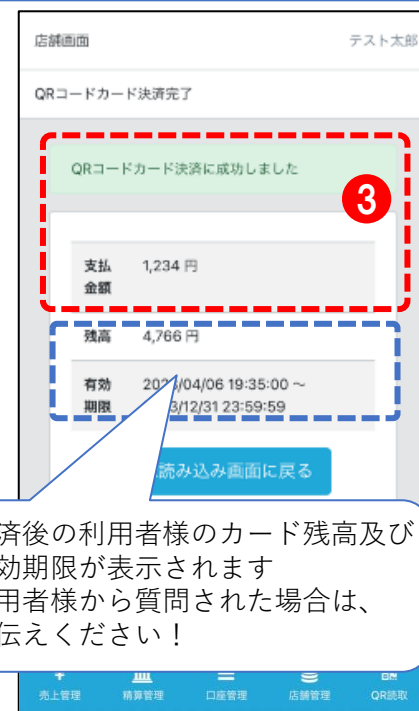 店舗画面 テスト太郎
QRコードカード決済完了
QRコードカード決済に成功しました
3
支払 1,234 円
金額
残高 4,766 円
有効 /04/06 19:35:00 ～
期限 3/12/31 23:59:59
読み込み画面に戻る
済後の利用者様のカード残高及び
効期限が表示されます
用者様から質問された場合は、
伝えください！
売上管理 精算管理 口座管理 店舗管理 QR読取